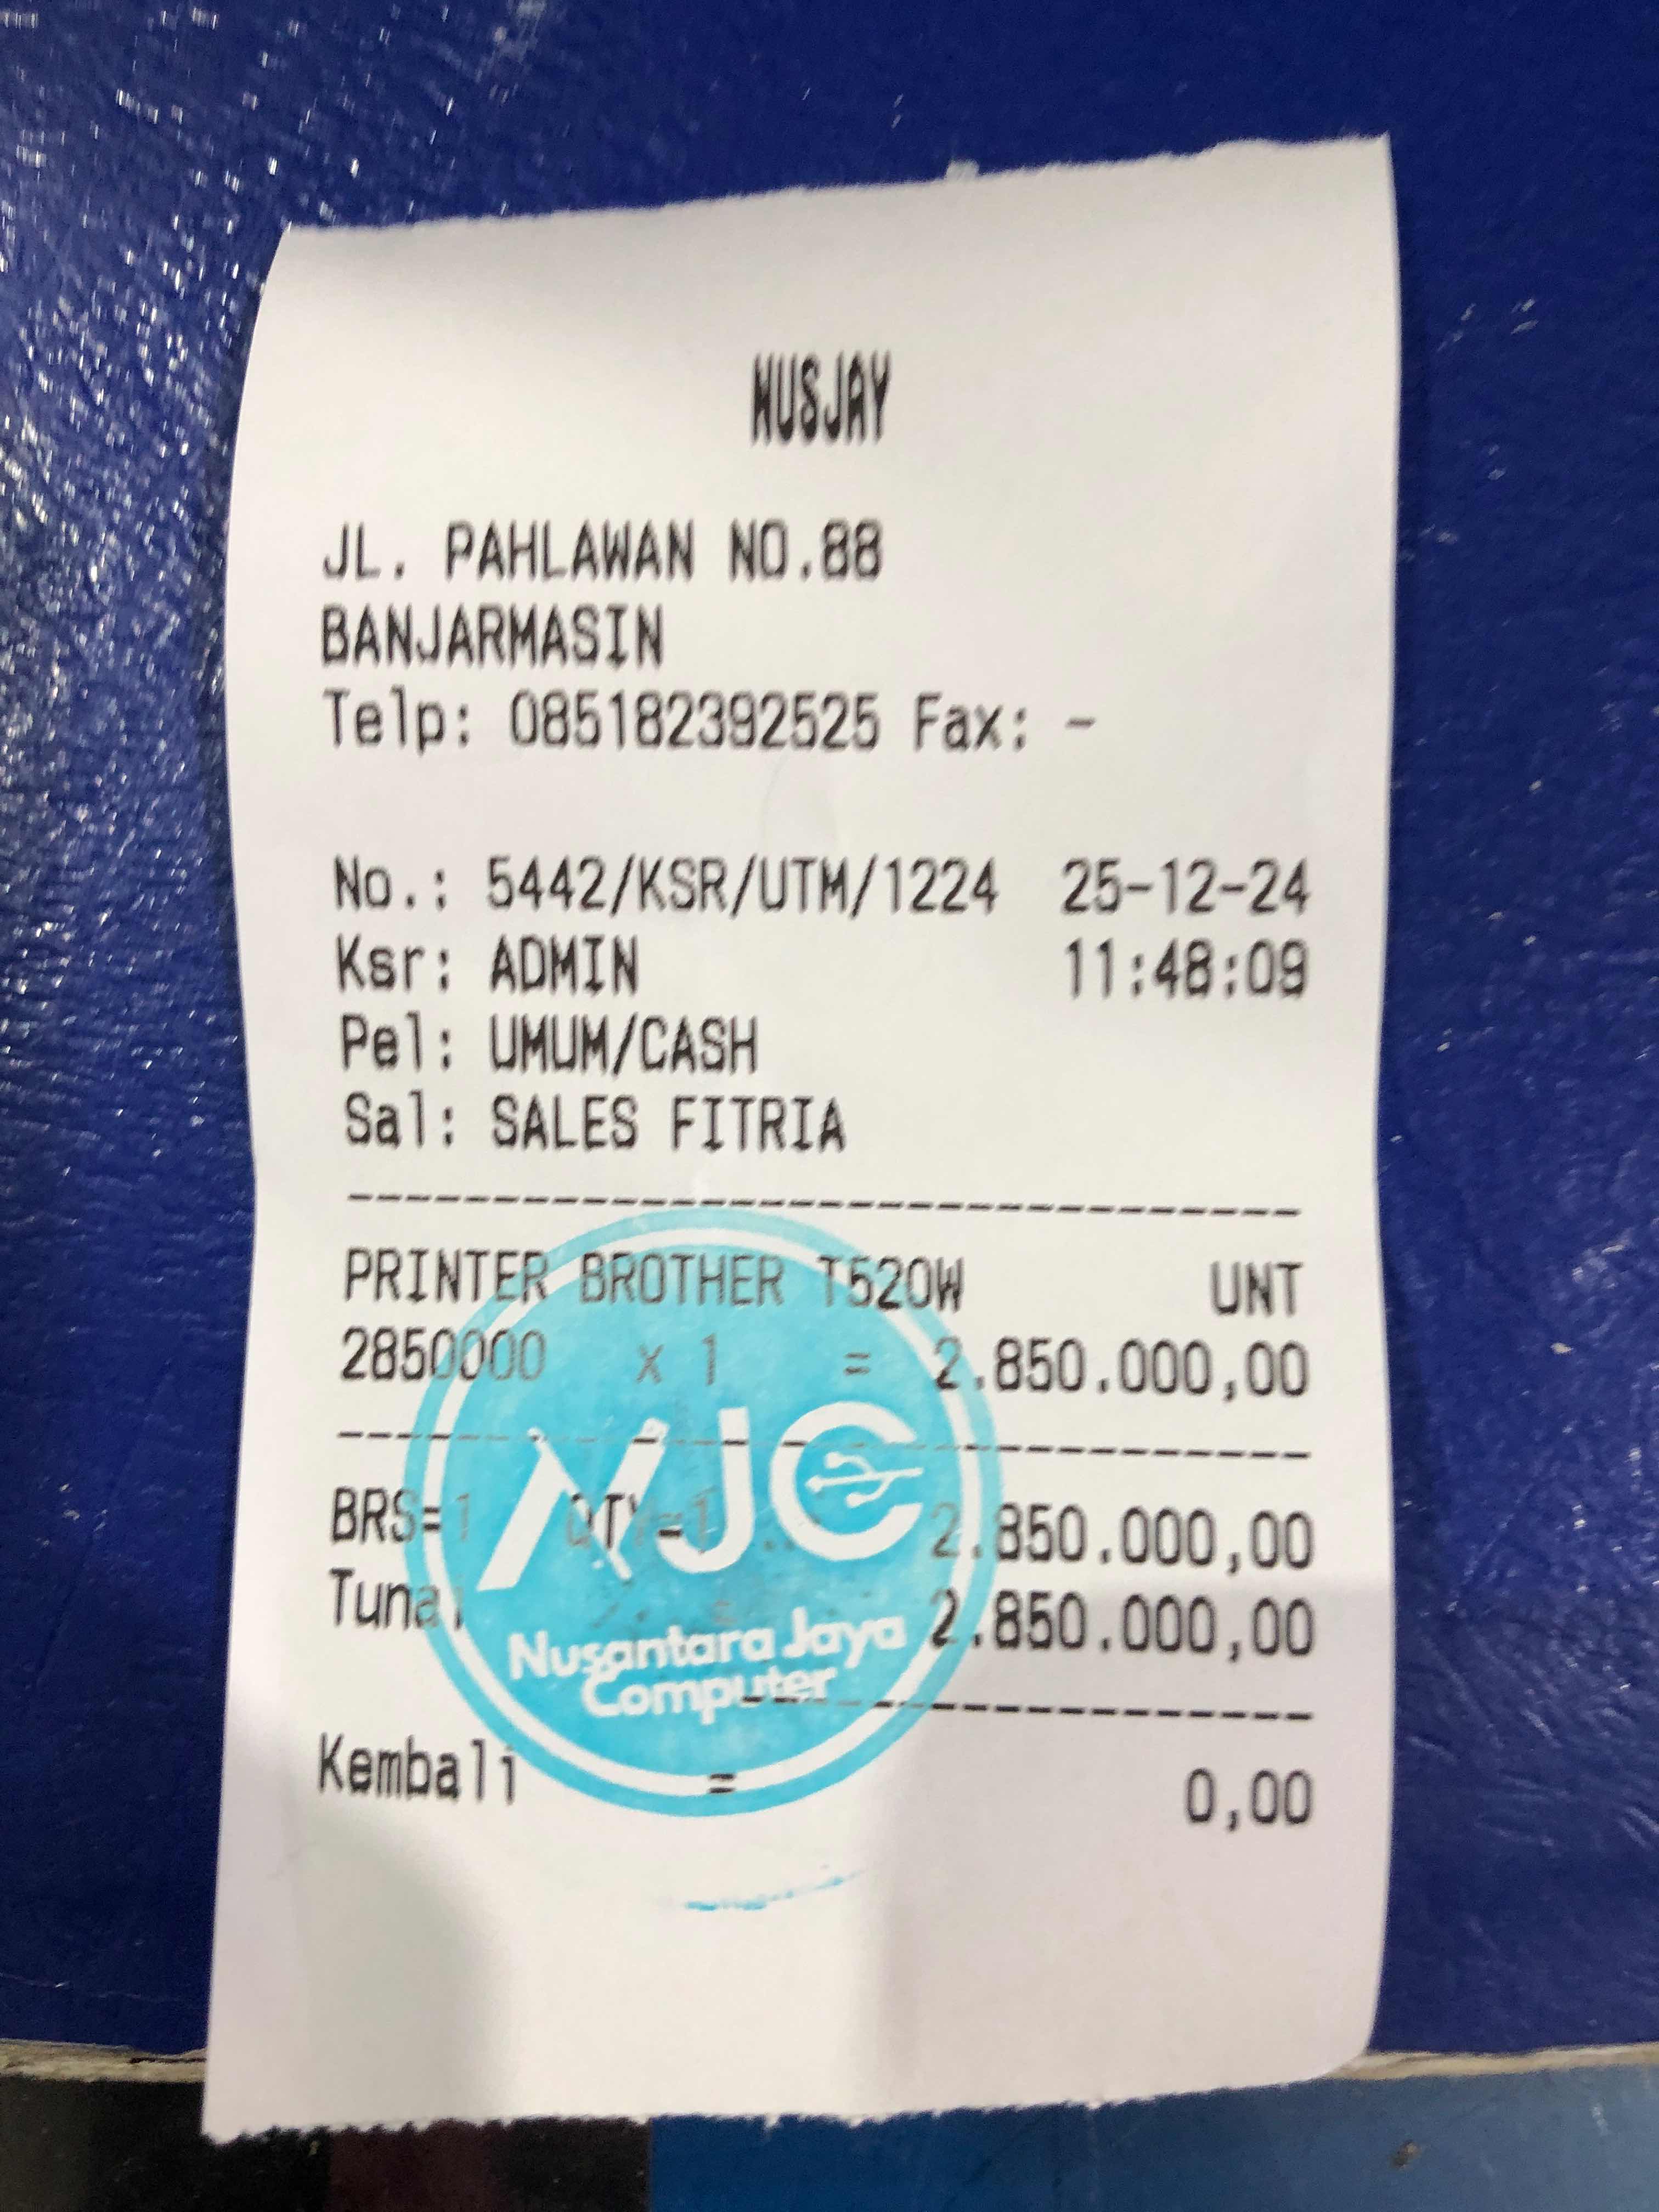 NUSJAY
JL. PAHLAWAN NO.88
BANJARMASIN
Telp: 085182392525 Fax: -
No.: 5442/KSR/UTM/1224 25-12-24
Ksr: ADMIN 11:48:09
Pel: UMUM/CASH
Sal: SALES FITRIA
PRINTER BROTHER T520W UNT
2850000 x 1 = 2.850.000,00
BRS=1 QTY=1 2.850.000,00
Tunai = 2.850.000,00
Kembali = 0,00
NJC
Nusantara Jaya
Computer